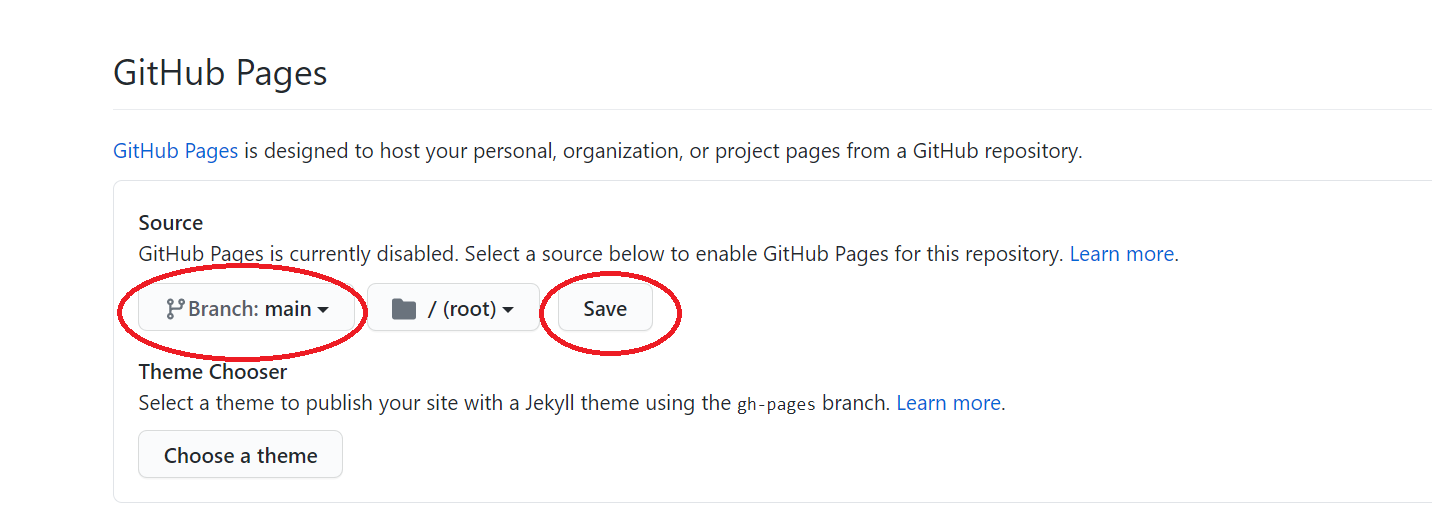 GitHub Pages
GitHub Pages is designed to host your personal, organization, or project pages from a GitHub repository.
Source
GitHub Pages is currently disabled. Select a source below to enable GitHub Pages for this repository. Learn more.
Branch: main / (root) Save
Theme Chooser
Select a theme to publish your site with a Jekyll theme using the gh-pages branch. Learn more.
Choose a theme